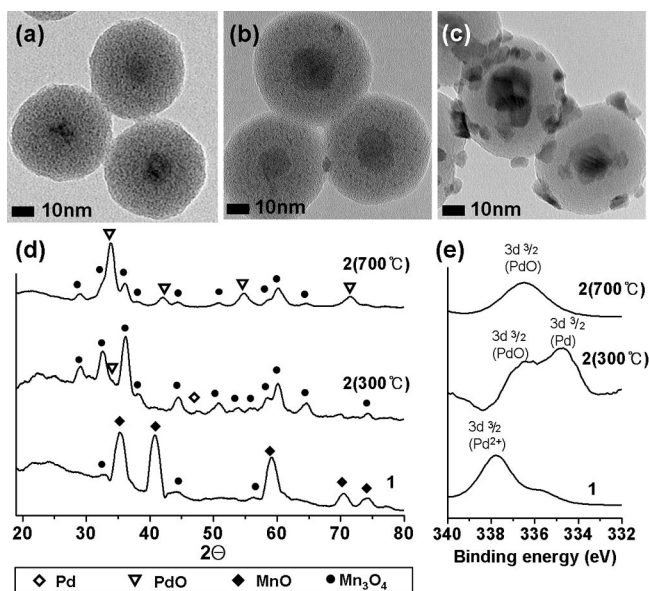 (a)
(b)
(c)
10nm
10nm
10nm
(d)
2(700℃)
2(300℃)
1
20 30 40 50 60 70 80
2Θ
◇ Pd ▽ PdO ◆ MnO ● Mn₃O₄
(e)
3d ³/₂
(PdO)
2(700℃)
3d ³/₂
(PdO)
3d ³/₂
(Pd)
2(300℃)
3d ³/₂
(Pd²⁺)
1
340 338 336 334 332
Binding energy (eV)